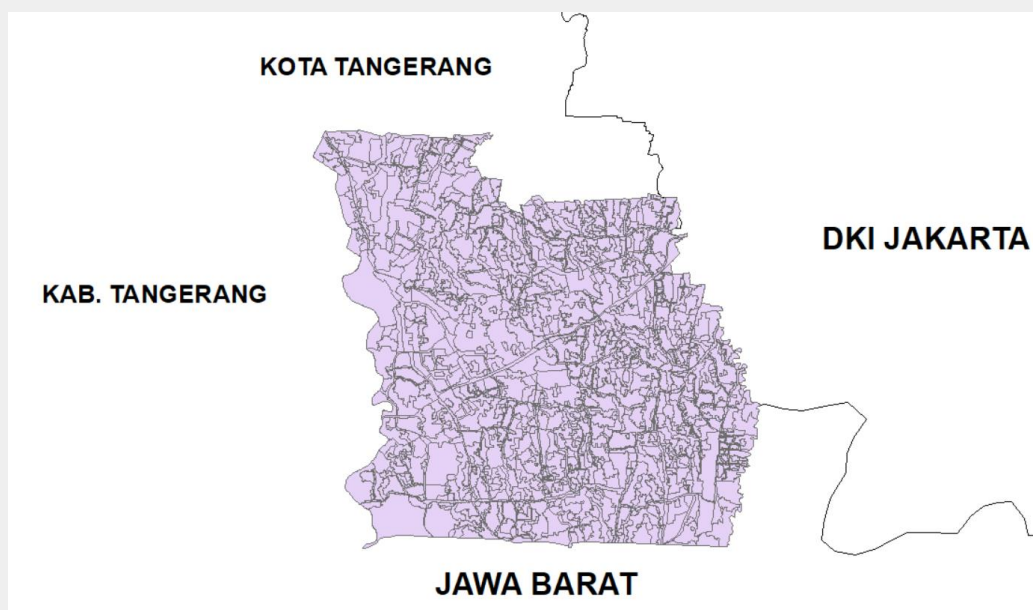 KOTA TANGERANG
DKI JAKARTA
KAB. TANGERANG
JAWA BARAT